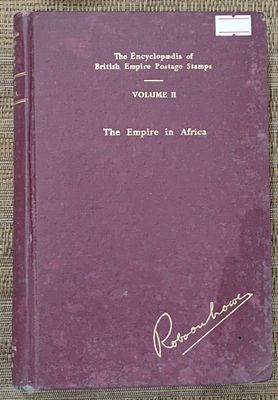 The Encyclopædia of
British Empire Postage Stamps
VOLUME II
The Empire in Africa
Robson Lowe